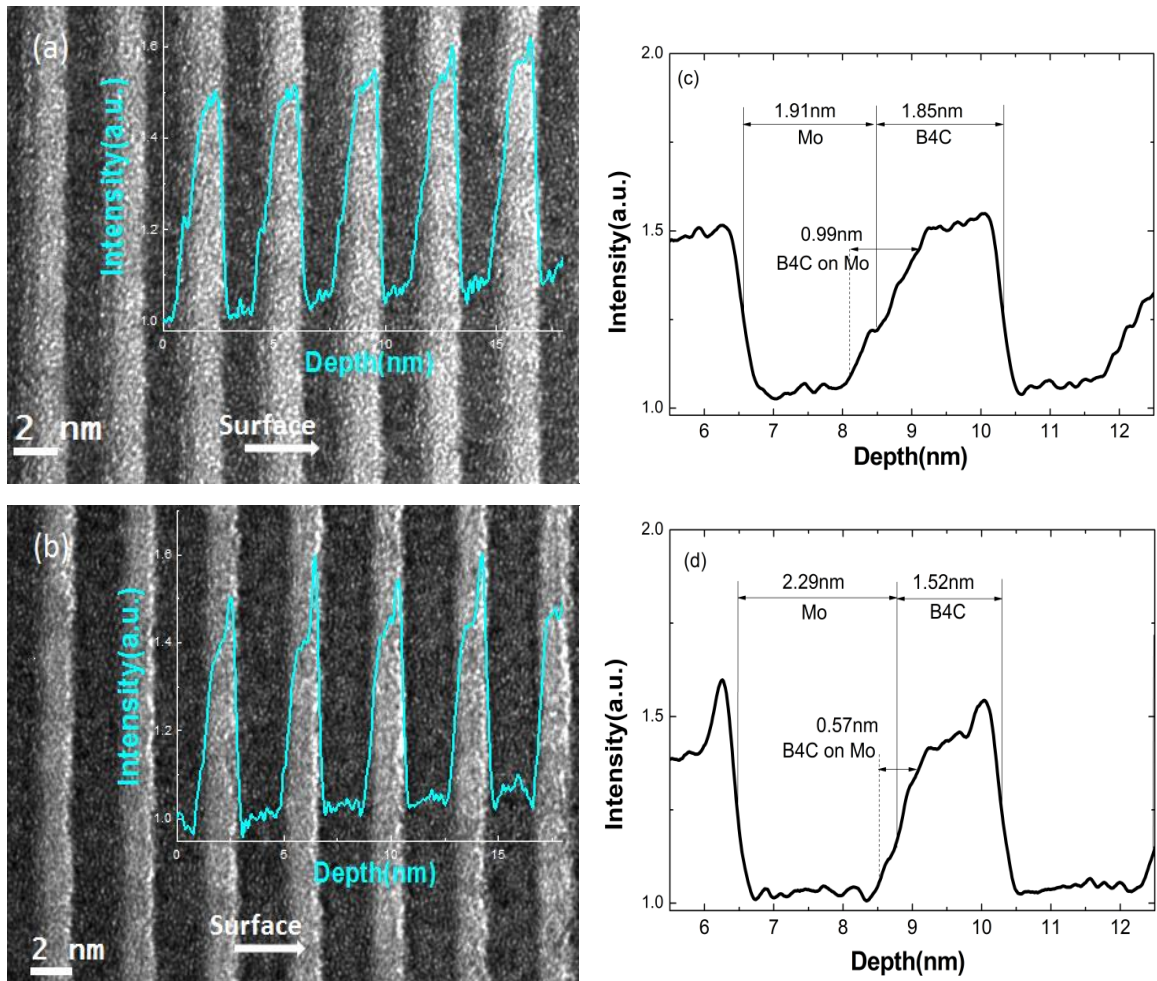 (a)
Intensity(a.u.)
1.6
1.4
1.2
1.0
0
5
10
15
Depth(nm)
2 nm
Surface
(c)
2.0
1.5
1.0
Intensity(a.u.)
1.91nm
Mo
1.85nm
B4C
0.99nm
B4C on Mo
6
7
8
9
10
11
12
Depth(nm)
(b)
Intensity(a.u.)
1.6
1.4
1.2
1.0
0
5
10
15
Depth(nm)
2 nm
Surface
(d)
2.0
1.5
1.0
Intensity(a.u.)
2.29nm
Mo
1.52nm
B4C
0.57nm
B4C on Mo
6
7
8
9
10
11
12
Depth(nm)